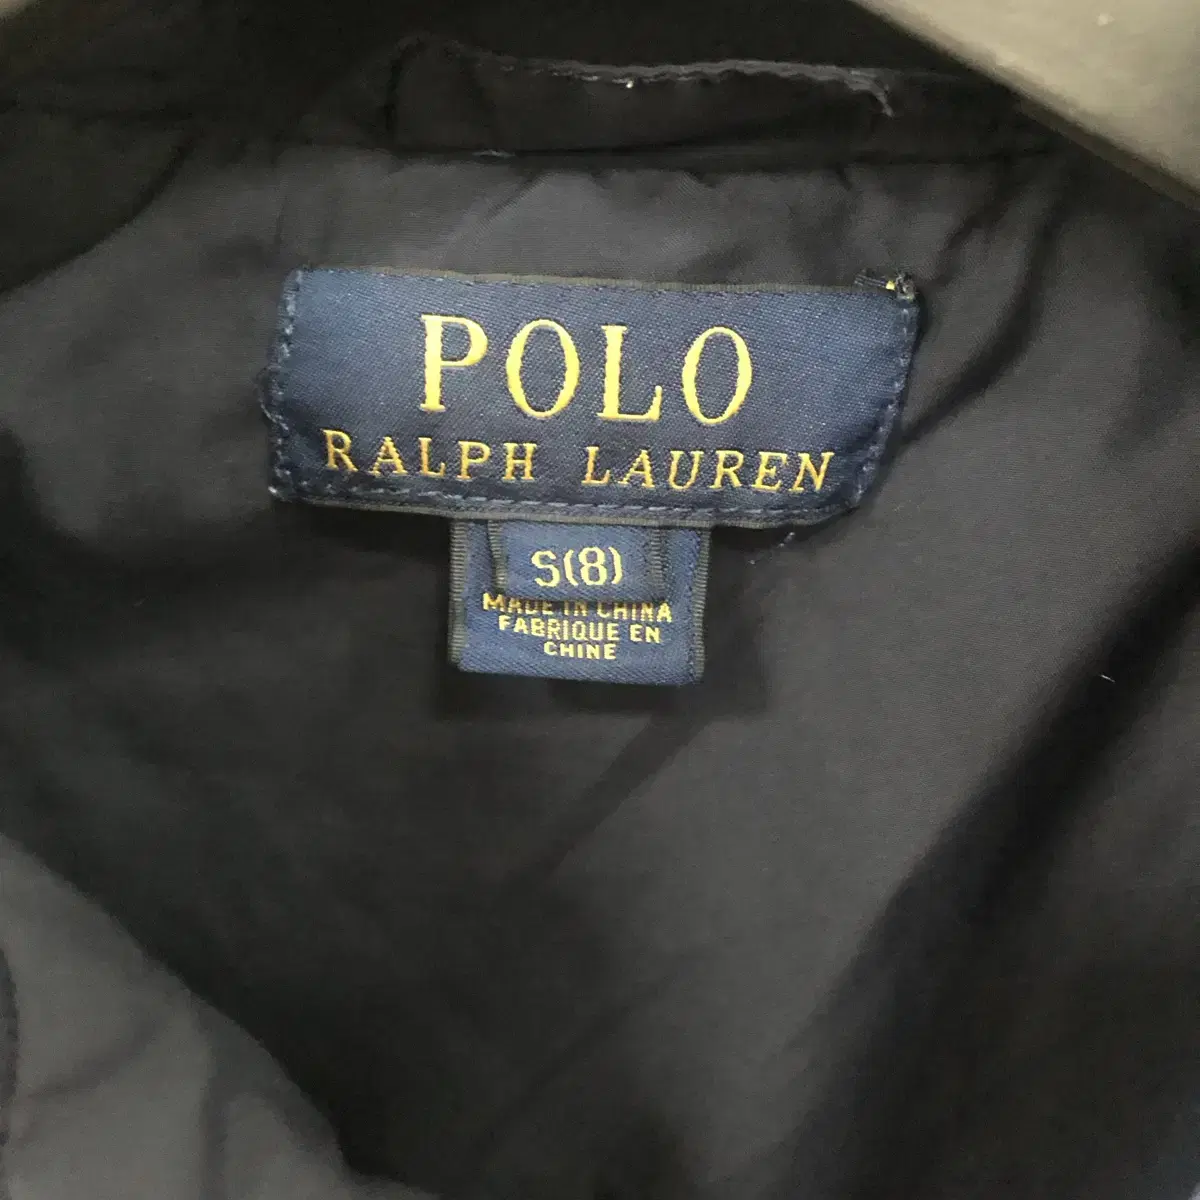 POLO
RALPH LAUREN
S(8)
MADE IN CHINA
FABRIQUE EN
CHINE